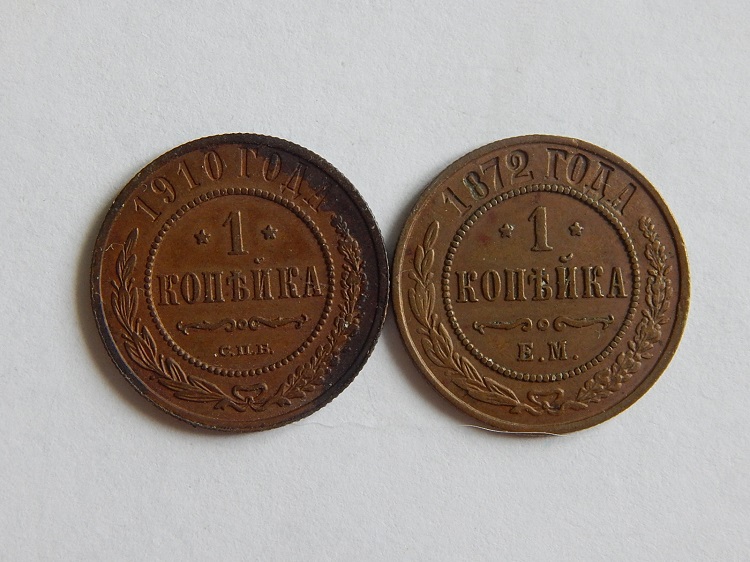 1910 ГОДА
* 1 *
КОПѢЙКА
.С.П.Б.
1872 ГОДА
* 1 *
КОПѢЙКА
Е.М.